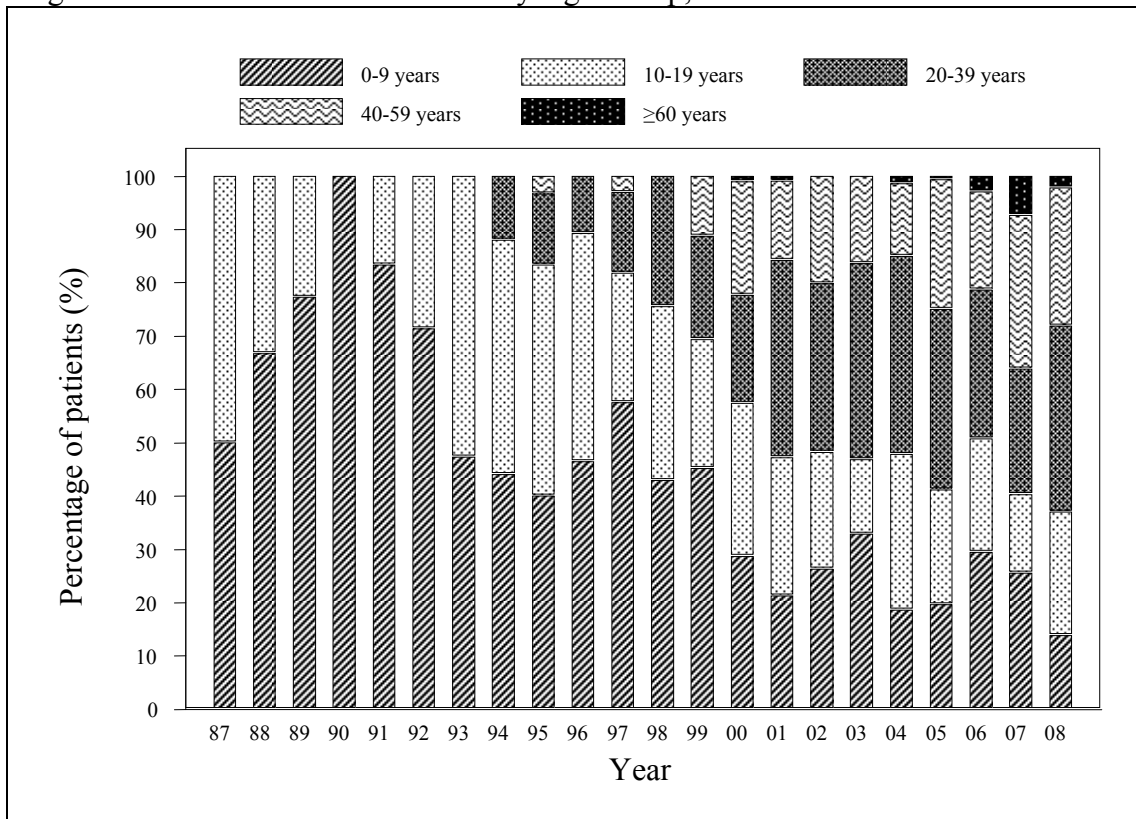 0-9 years 10-19 years 20-39 years
40-59 years ≥60 years
100
90
80
70
60
50
40
30
20
10
0
Percentage of patients (%)
87 88 89 90 91 92 93 94 95 96 97 98 99 00 01 02 03 04 05 06 07 08
Year